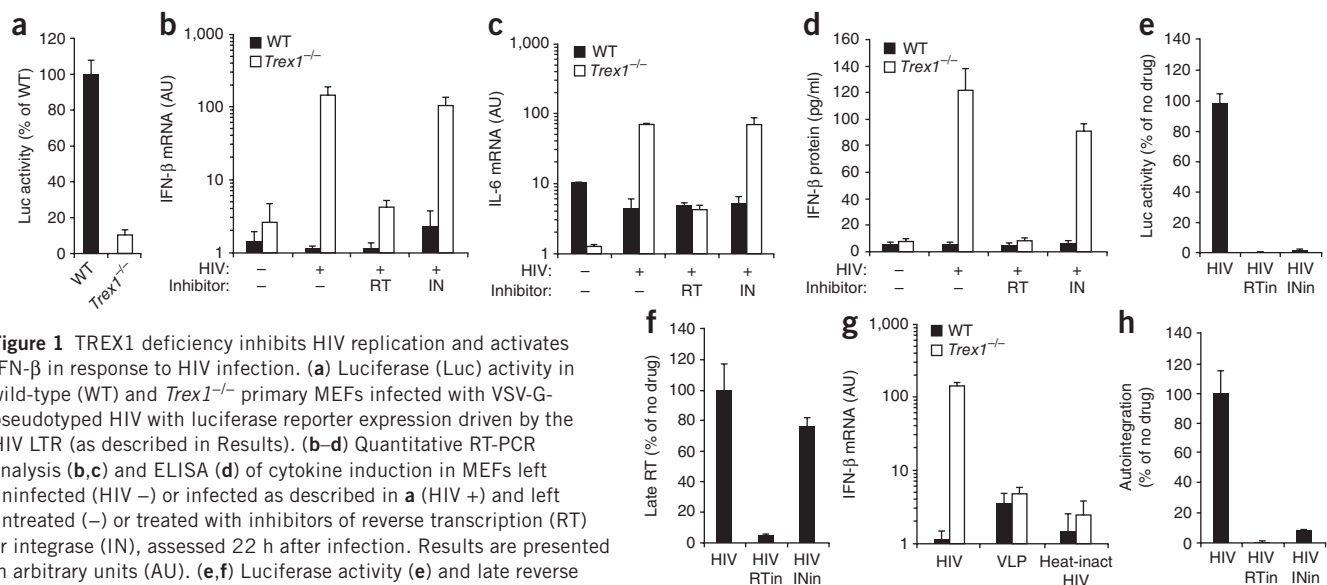 a
Luc activity (% of WT)
120
100
80
60
40
20
0
WT
Trex1–/–
b
IFN-β mRNA (AU)
1,000
100
10
1
WT
Trex1–/–
HIV: – + + +
Inhibitor: – – RT IN
c
IL-6 mRNA (AU)
1,000
100
10
1
WT
Trex1–/–
HIV: – + + +
Inhibitor: – – RT IN
d
IFN-β protein (pg/ml)
160
140
120
100
80
60
40
20
0
WT
Trex1–/–
HIV: – + + +
Inhibitor: – – RT IN
e
Luc activity (% of no drug)
140
120
100
80
60
40
20
0
HIV HIV HIV
RTin INin
igure 1 TREX1 deficiency inhibits HIV replication and activates
FN-β in response to HIV infection. (a) Luciferase (Luc) activity in
wild-type (WT) and Trex1–/– primary MEFs infected with VSV-G-
pseudotyped HIV with luciferase reporter expression driven by the
HIV LTR (as described in Results). (b–d) Quantitative RT-PCR
nalysis (b,c) and ELISA (d) of cytokine induction in MEFs left
ninfected (HIV –) or infected as described in a (HIV +) and left
ntreated (–) or treated with inhibitors of reverse transcription (RT)
r integrase (IN), assessed 22 h after infection. Results are presented
n arbitrary units (AU). (e,f) Luciferase activity (e) and late reverse
f
Late RT (% of no drug)
140
120
100
80
60
40
20
0
HIV HIV HIV
RTin INin
g
IFN-β mRNA (AU)
1,000
100
10
1
WT
Trex1–/–
HIV VLP Heat-inact
HIV
h
Autointegration
(% of no drug)
140
120
100
80
60
40
20
0
HIV HIV HIV
RTin INin